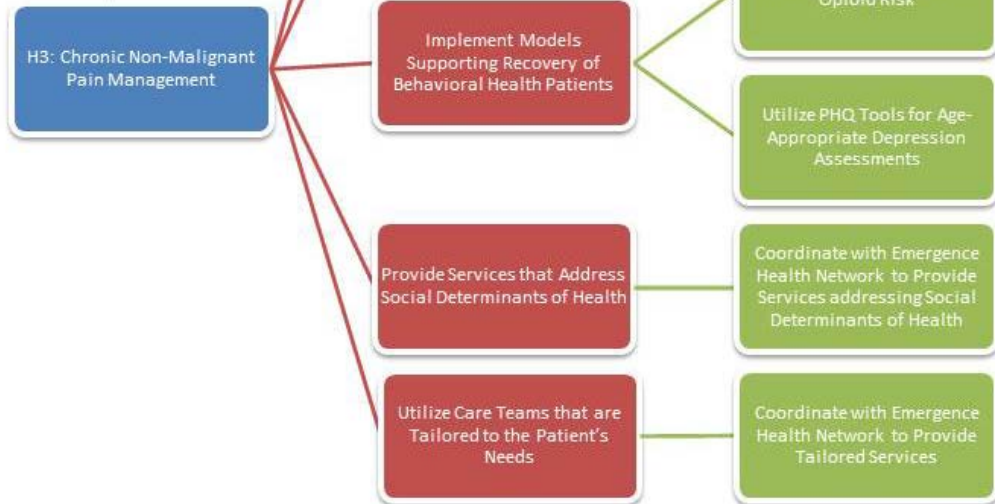 Opioid Risk
H3: Chronic Non-Malignant
Pain Management
Implement Models
Supporting Recovery of
Behavioral Health Patients
Utilize PHQ Tools for Age-
Appropriate Depression
Assessments
Provide Services that Address
Social Determinants of Health
Coordinate with Emergence
Health Network to Provide
Services addressing Social
Determinants of Health
Utilize Care Teams that are
Tailored to the Patient's
Needs
Coordinate with Emergence
Health Network to Provide
Tailored Services